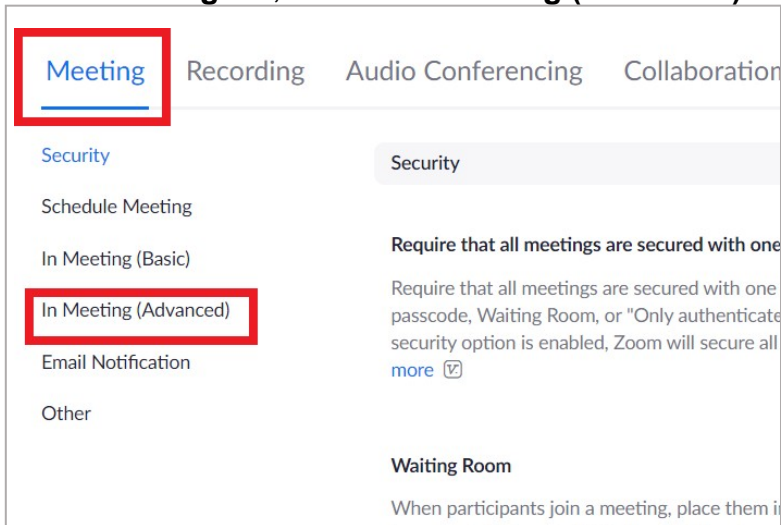 Meeting Recording Audio Conferencing
Security
Schedule Meeting
In Meeting (Basic)
In Meeting (Advanced)
Email Notification
Other
Security
Require that all meetings are secured with one
Require that all meetings are secured with one
passcode, Waiting Room, or "Only authenticate
security option is enabled, Zoom will secure all
more
Waiting Room
When participants join a meeting, place them